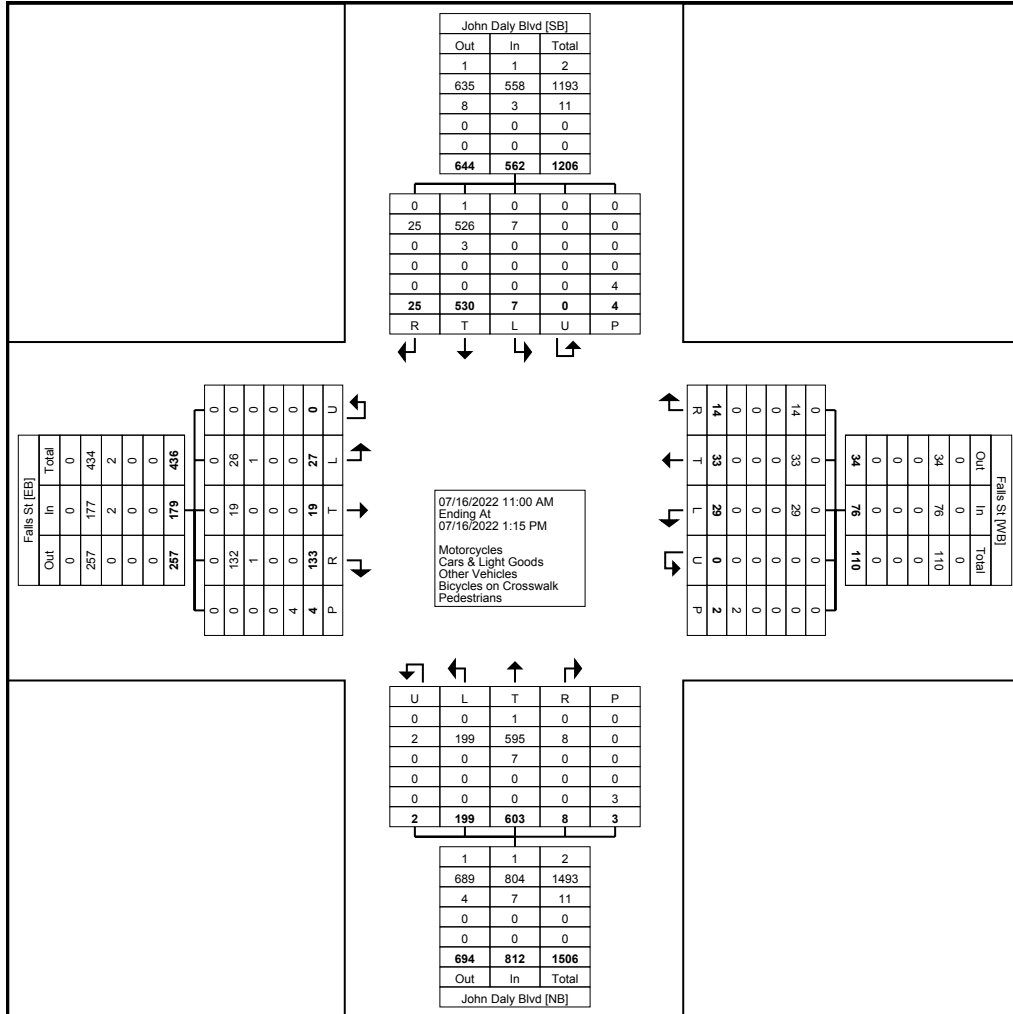 John Daly Blvd [SB]
Out In Total
1 1 2
635 558 1193
8 3 11
0 0 0
0 0 0
644 562 1206
0 1 0 0 0
25 526 7 0 0
0 3 0 0 0
0 0 0 0 0
0 0 0 0 4
25 530 7 0 4
R T L U P
Falls St [EB]
Total 0 434 2 0 0 436
In 0 177 2 0 0 179
Out 0 257 0 0 0 257
0 0 0 0 0 0 U
0 26 1 0 0 27 L
0 19 0 0 0 19 T
0 132 1 0 0 133 R
0 0 0 0 4 4 P
07/16/2022 11:00 AM
Ending At
07/16/2022 1:15 PM
Motorcycles
Cars & Light Goods
Other Vehicles
Bicycles on Crosswalk
Pedestrians
R 14 0 0 0 14 0
T 33 0 0 0 33 0
L 29 0 0 0 29 0
U 0 0 0 0 0 0
P 2 2 0 0 0 0
Falls St [WB]
34 0 0 0 34 0 Out
76 0 0 0 76 0 In
110 0 0 0 110 0 Total
U L T R P
0 0 1 0 0
2 199 595 8 0
0 0 7 0 0
0 0 0 0 0
0 0 0 0 3
2 199 603 8 3
1 1 2
689 804 1493
4 7 11
0 0 0
0 0 0
694 812 1506
Out In Total
John Daly Blvd [NB]